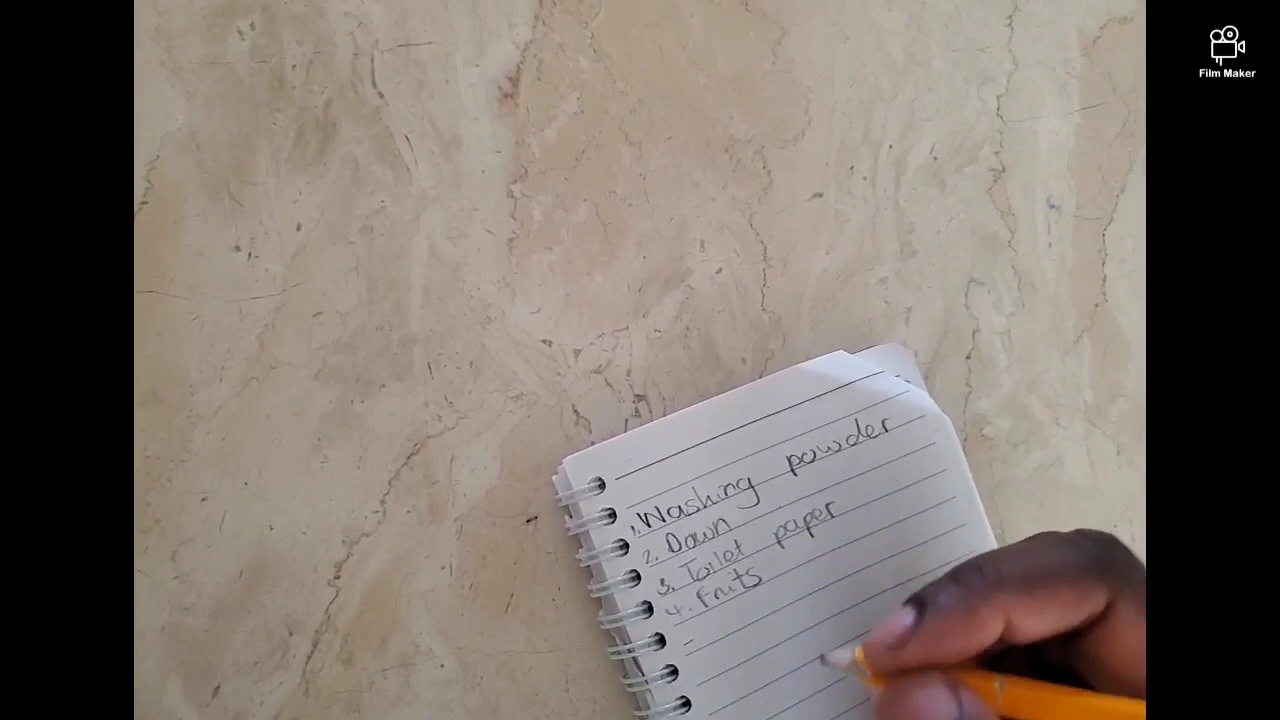 Film Maker
1. Washing powder
2. Dawn
3. Toilet paper
4. Fruits